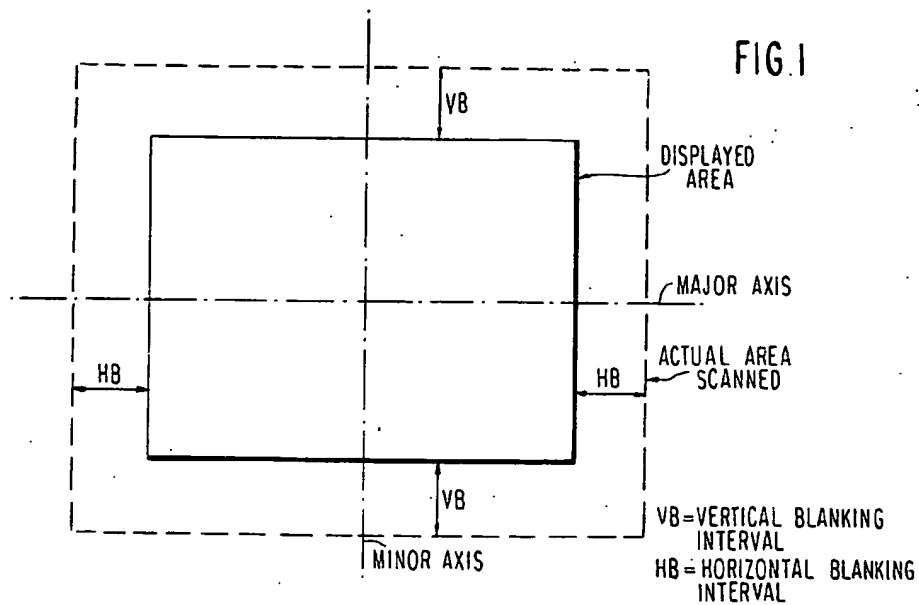 FIG.1
VB
DISPLAYED
AREA
MAJOR AXIS
ACTUAL AREA
SCANNED
HB
HB
VB
MINOR AXIS
VB=VERTICAL BLANKING
INTERVAL
HB=HORIZONTAL BLANKING
INTERVAL